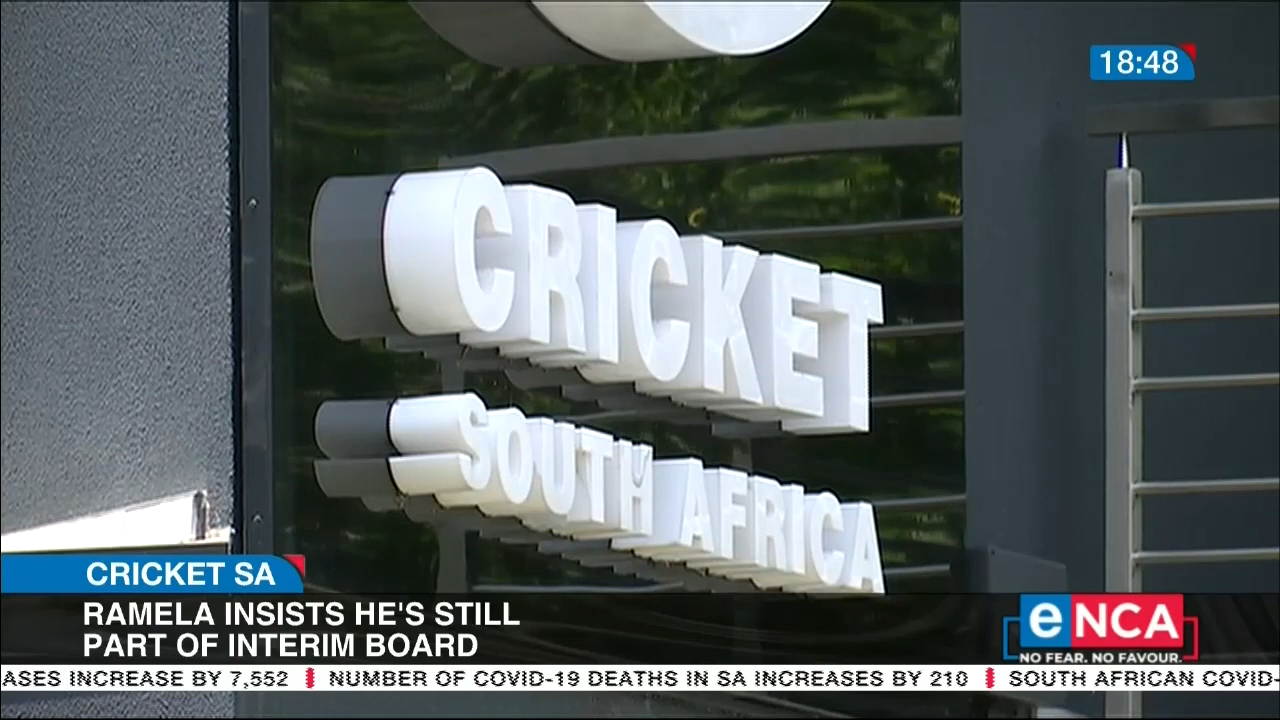 18:48
CRICKET
SOUTH AFRICA
CRICKET SA
RAMELA INSISTS HE'S STILL
PART OF INTERIM BOARD
eNCA
NO FEAR. NO FAVOUR.
ASES INCREASE BY 7,552 NUMBER OF COVID-19 DEATHS IN SA INCREASES BY 210 SOUTH AFRICAN COVID-